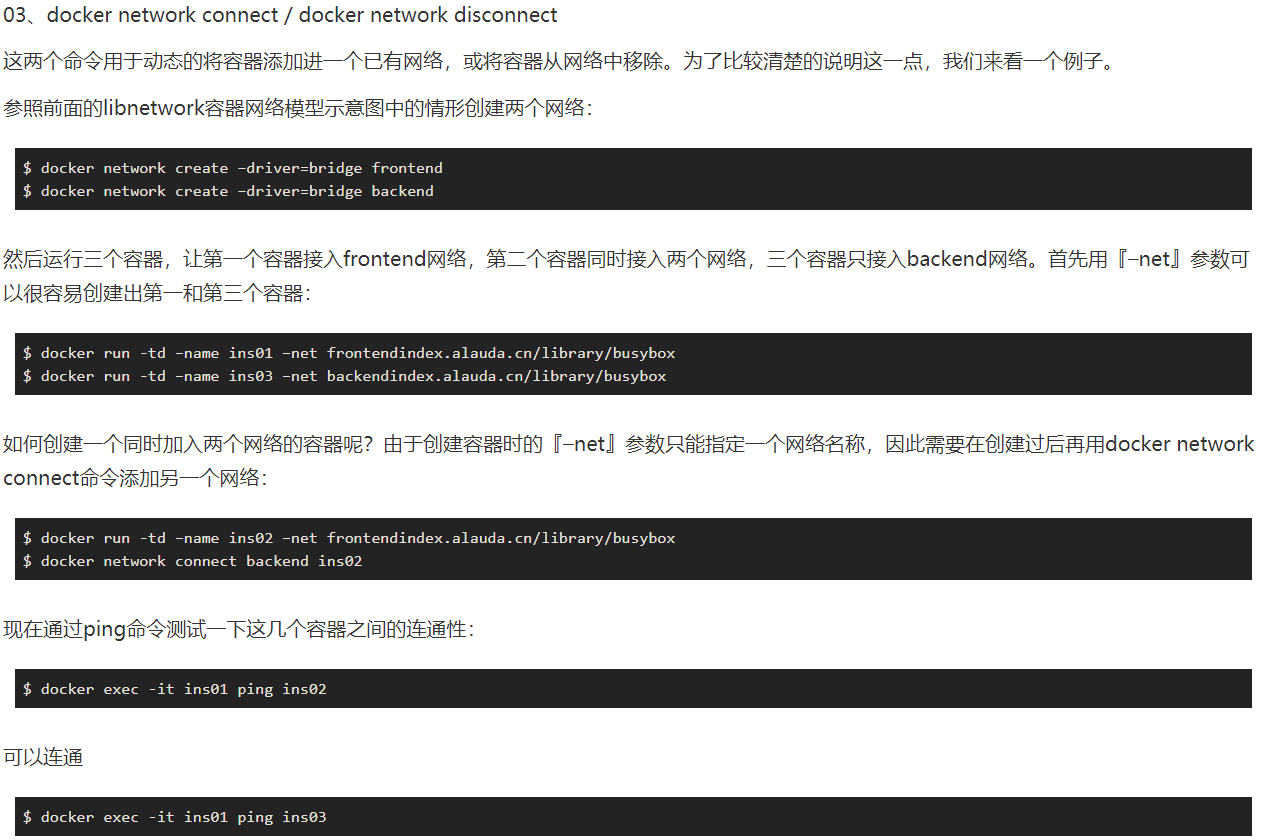 03、docker network connect / docker network disconnect
这两个命令用于动态的将容器添加进一个已有网络，或将容器从网络中移除。为了比较清楚的说明这一点，我们来看一个例子。
参照前面的libnetwork容器网络模型示意图中的情形创建两个网络：
$ docker network create –driver=bridge frontend
$ docker network create –driver=bridge backend
然后运行三个容器，让第一个容器接入frontend网络，第二个容器同时接入两个网络，三个容器只接入backend网络。首先用『–net』参数可
以很容易创建出第一和第三个容器：
$ docker run -td –name ins01 –net frontendindex.alauda.cn/library/busybox
$ docker run -td –name ins03 –net backendindex.alauda.cn/library/busybox
如何创建一个同时加入两个网络的容器呢？由于创建容器时的『–net』参数只能指定一个网络名称，因此需要在创建过后再用docker network
connect命令添加另一个网络：
$ docker run -td –name ins02 –net frontendindex.alauda.cn/library/busybox
$ docker network connect backend ins02
现在通过ping命令测试一下这几个容器之间的连通性：
$ docker exec -it ins01 ping ins02
可以连通
$ docker exec -it ins01 ping ins03